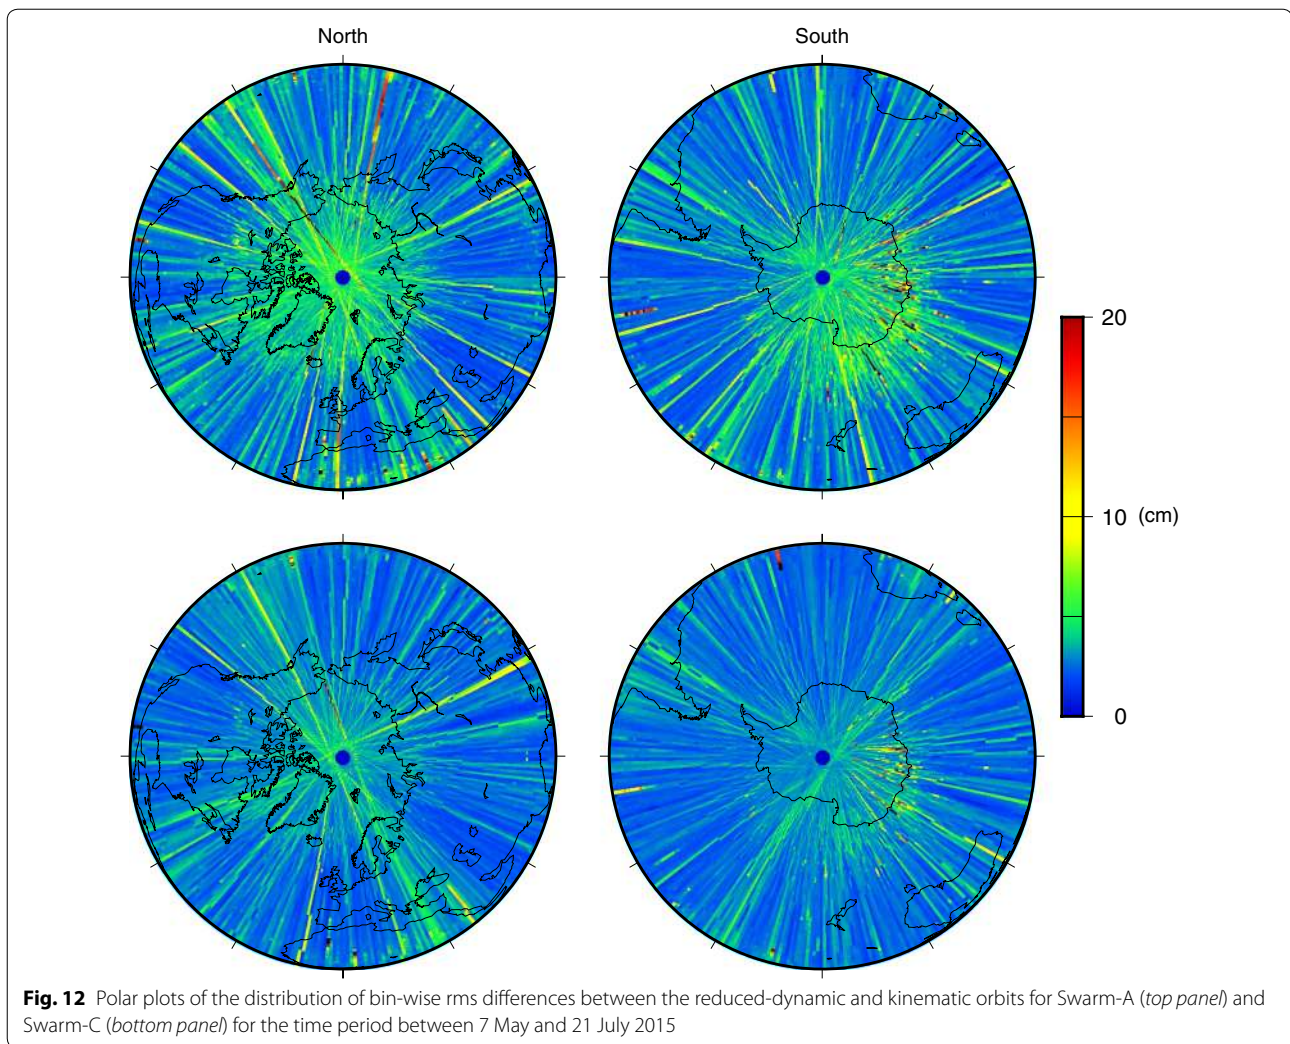 North
South
20
10 (cm)
0
Fig. 12 Polar plots of the distribution of bin-wise rms differences between the reduced-dynamic and kinematic orbits for Swarm-A (top panel) and
Swarm-C (bottom panel) for the time period between 7 May and 21 July 2015